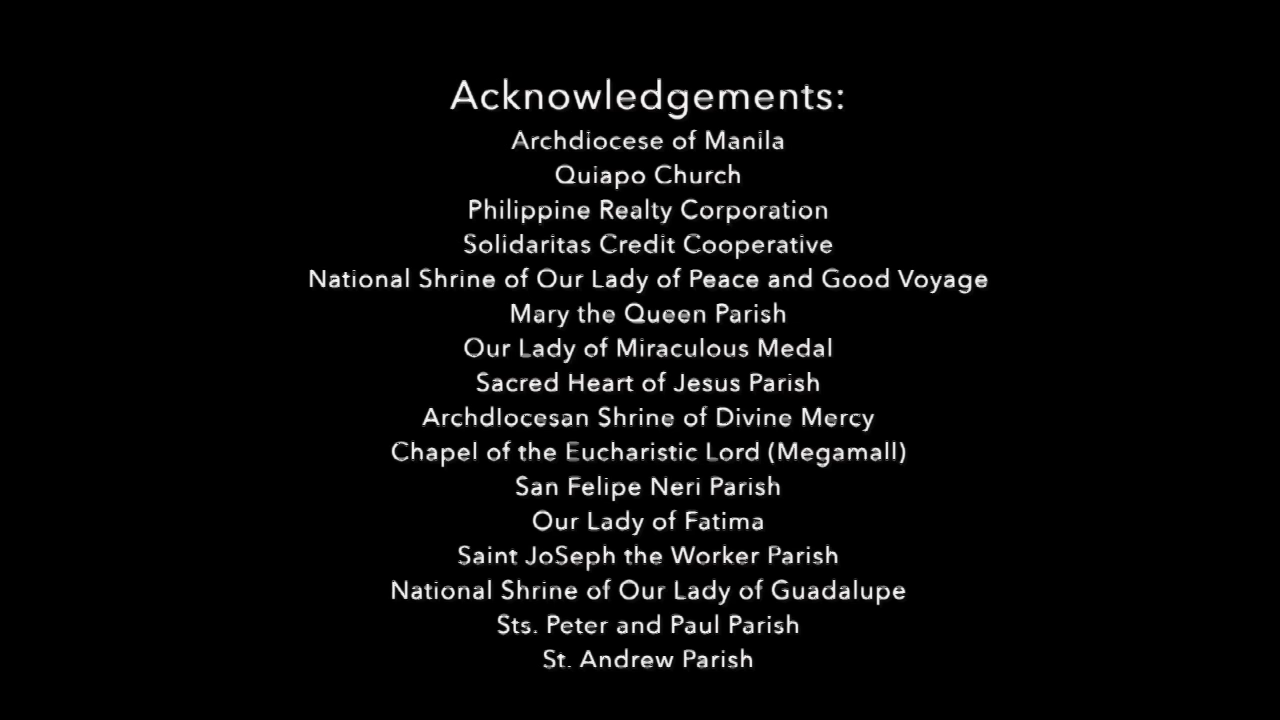 Acknowledgements:
Archdiocese of Manila
Quiapo Church
Philippine Realty Corporation
Solidaritas Credit Cooperative
National Shrine of Our Lady of Peace and Good Voyage
Mary the Queen Parish
Our Lady of Miraculous Medal
Sacred Heart of Jesus Parish
ArchdIocesan Shrine of Divine Mercy
Chapel of the Eucharistic Lord (Megamall)
San Felipe Neri Parish
Our Lady of Fatima
Saint JoSeph the Worker Parish
National Shrine of Our Lady of Guadalupe
Sts. Peter and Paul Parish
St. Andrew Parish